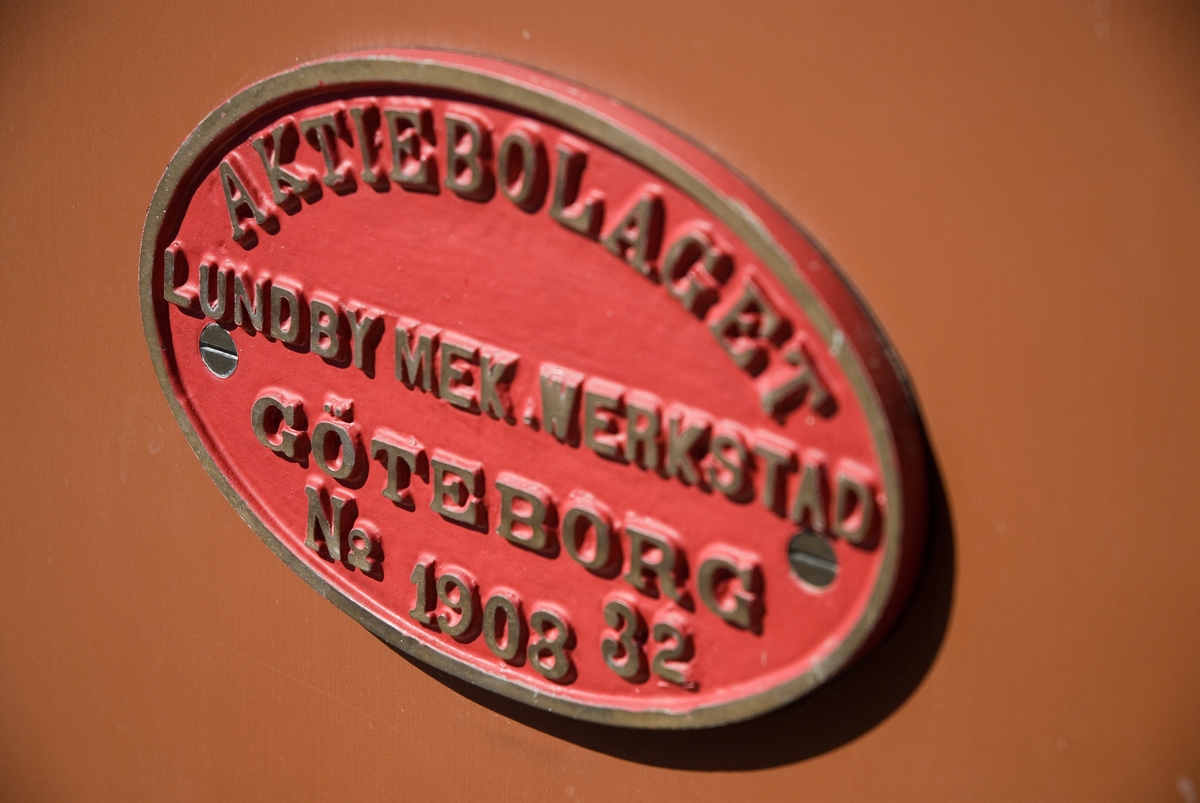 AKTIEBOLAGET
LUNDBY MEK.WERKSTAD
GÖTEBORG
Nº 1908 32